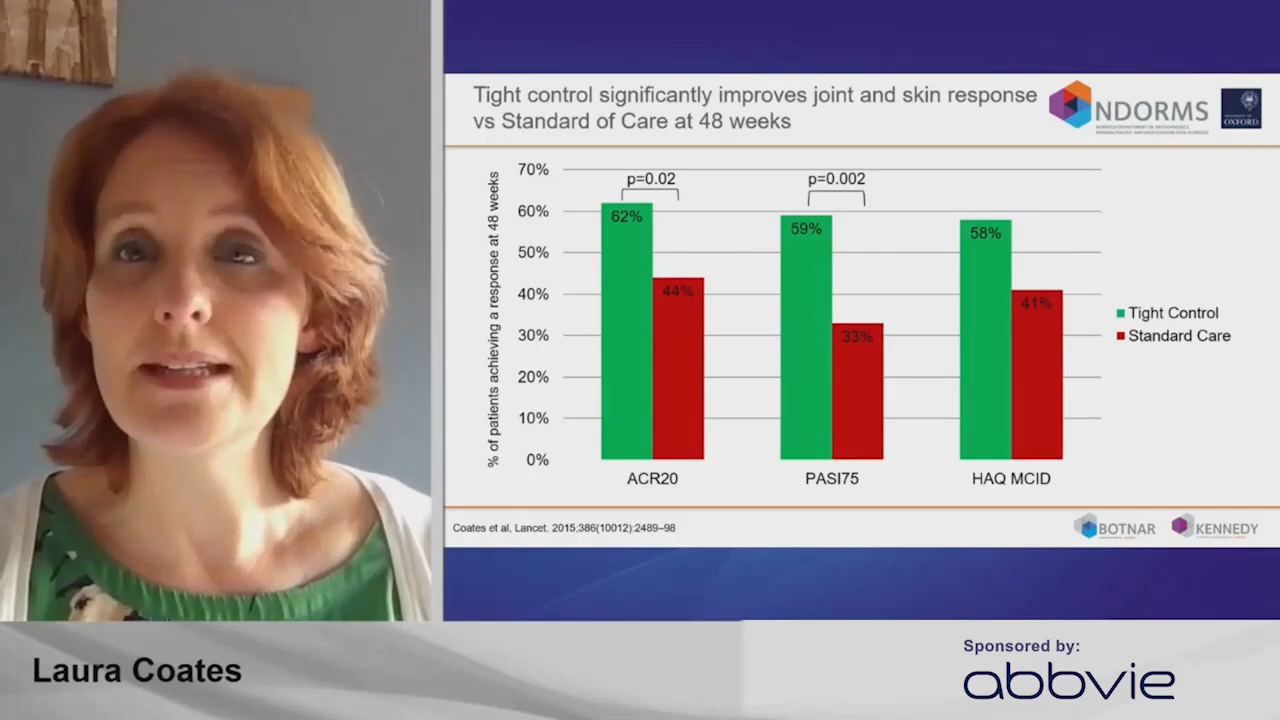 Tight control significantly improves joint and skin response
vs Standard of Care at 48 weeks
NDORMS
UNIVERSITY OF
OXFORD
% of patients achieving a response at 48 weeks
70%
60%
50%
40%
30%
20%
10%
0%
p=0.02
p=0.002
62%
44%
59%
33%
58%
41%
ACR20
PASI75
HAQ MCID
Tight Control
Standard Care
Coates et al, Lancet. 2015;386(10012):2489–98
BOTNAR
KENNEDY
Laura Coates
Sponsored by:
abbvie